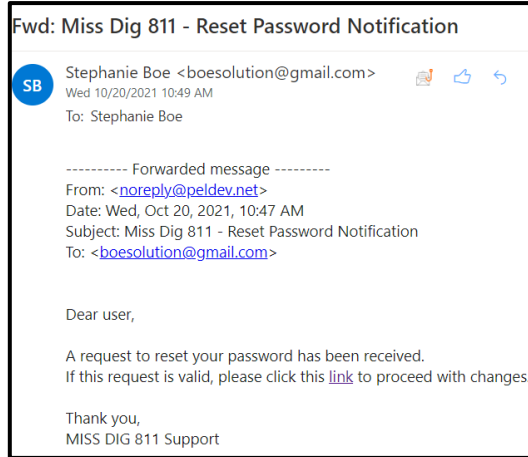 Fwd: Miss Dig 811 - Reset Password Notification
SB
Stephanie Boe <boesolution@gmail.com>
Wed 10/20/2021 10:49 AM
To: Stephanie Boe
---------- Forwarded message ---------
From: <noreply@peldev.net>
Date: Wed, Oct 20, 2021, 10:47 AM
Subject: Miss Dig 811 - Reset Password Notification
To: <boesolution@gmail.com>
Dear user,
A request to reset your password has been received.
If this request is valid, please click this link to proceed with changes
Thank you,
MISS DIG 811 Support